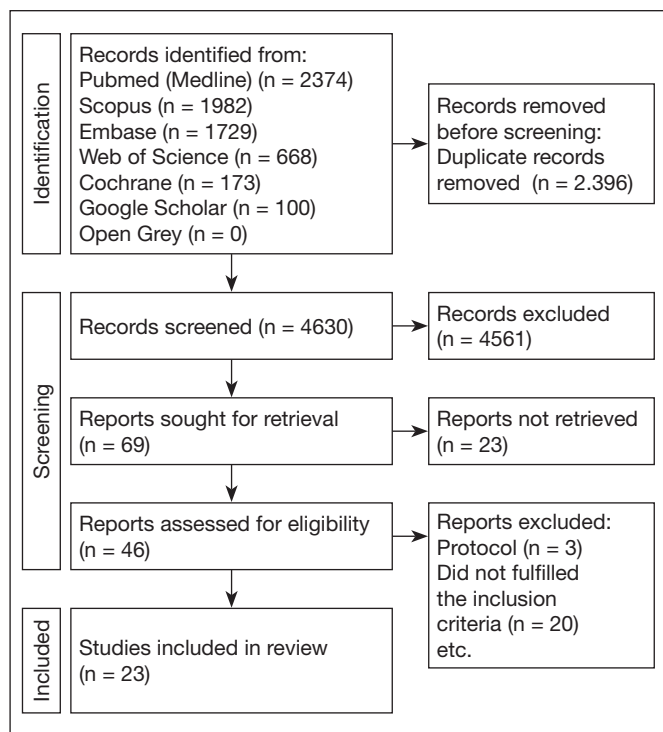 Identification
Records identified from:
Pubmed (Medline) (n = 2374)
Scopus (n = 1982)
Embase (n = 1729)
Web of Science (n = 668)
Cochrane (n = 173)
Google Scholar (n = 100)
Open Grey (n = 0)
Records removed
before screening:
Duplicate records
removed (n = 2.396)
Screening
Records screened (n = 4630)
Records excluded
(n = 4561)
Reports sought for retrieval
(n = 69)
Reports not retrieved
(n = 23)
Reports assessed for eligibility
(n = 46)
Reports excluded:
Protocol (n = 3)
Did not fulfilled
the inclusion
criteria (n = 20)
etc.
Included
Studies included in review
(n = 23)